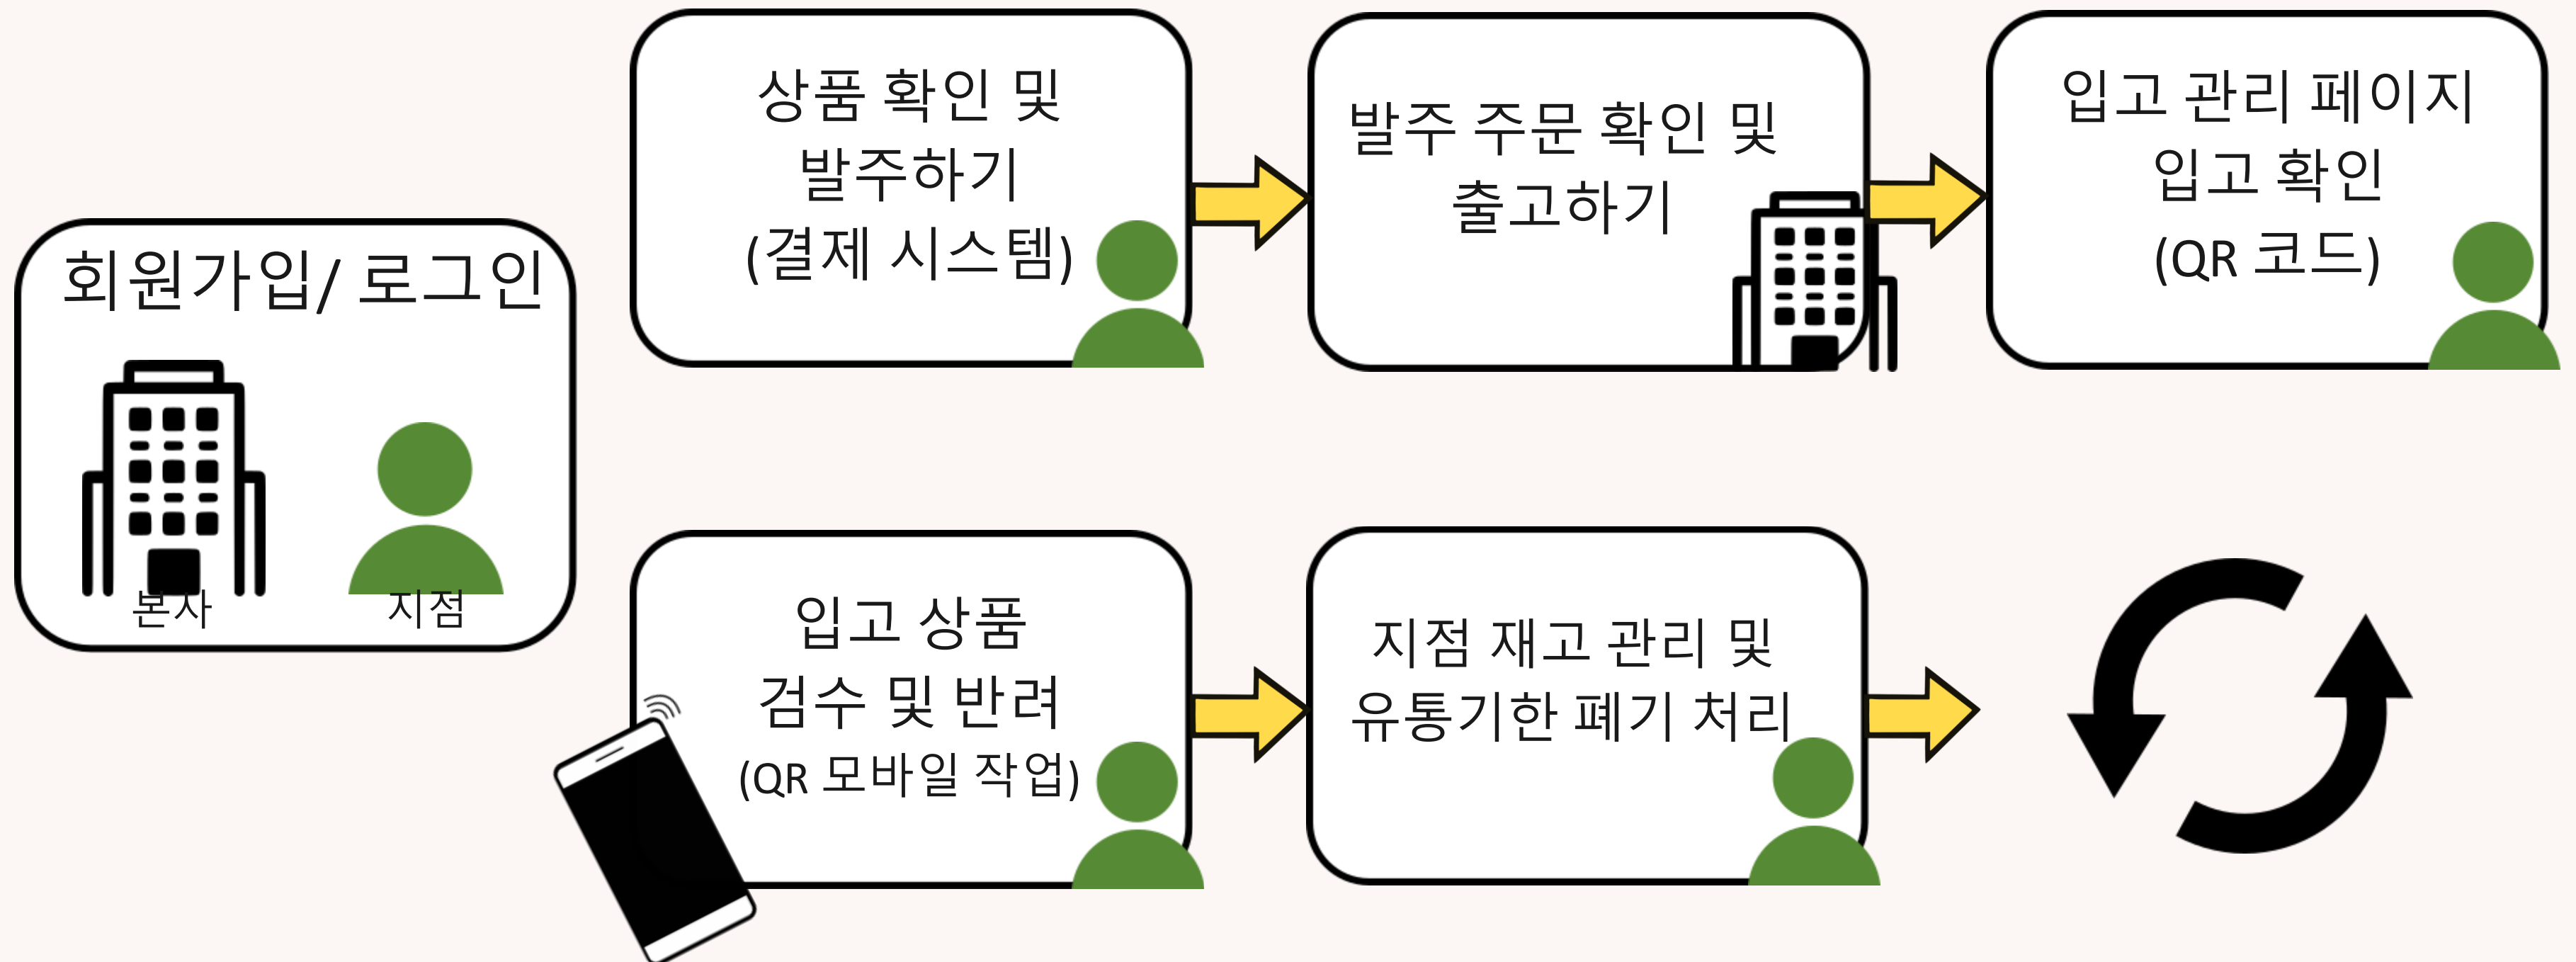 회원가입/ 로그인
본사
지점
상품 확인 및
발주하기
(결제 시스템)
발주 주문 확인 및
출고하기
입고 관리 페이지
입고 확인
(QR 코드)
입고 상품
검수 및 반려
(QR 모바일 작업)
지점 재고 관리 및
유통기한 폐기 처리